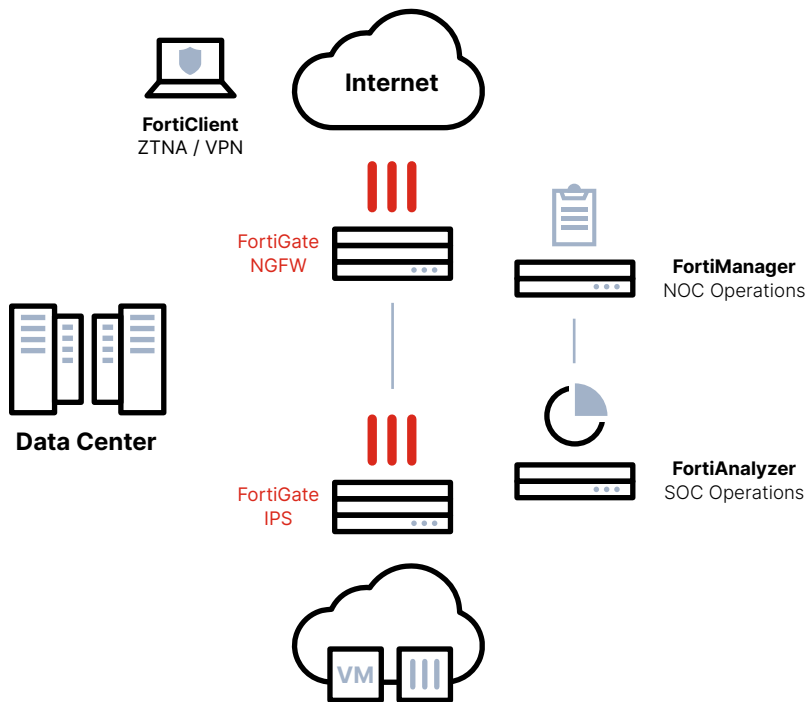 Internet
FortiClient
ZTNA / VPN
FortiGate
NGFW
FortiManager
NOC Operations
Data Center
FortiGate
IPS
FortiAnalyzer
SOC Operations
VM